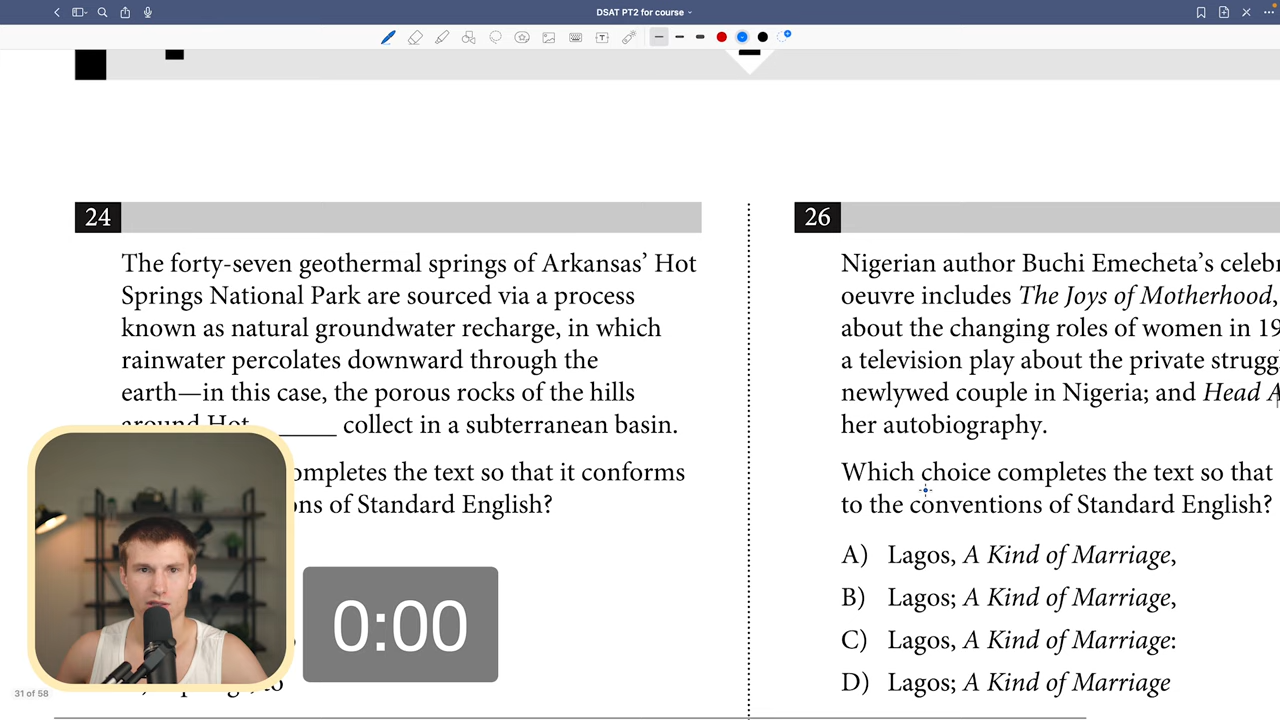 DSAT PT2 for course
24
The forty-seven geothermal springs of Arkansas’ Hot
Springs National Park are sourced via a process
known as natural groundwater recharge, in which
rainwater percolates downward through the
earth—in this case, the porous rocks of the hills
around Hot ______ collect in a subterranean basin.
ompletes the text so that it conforms
ons of Standard English?
0:00
31 of 58
26
Nigerian author Buchi Emecheta’s celebr
oeuvre includes The Joys of Motherhood,
about the changing roles of women in 19
a television play about the private strugg
newlywed couple in Nigeria; and Head A
her autobiography.
Which choice completes the text so that
to the conventions of Standard English?
A) Lagos, A Kind of Marriage,
B) Lagos; A Kind of Marriage,
C) Lagos, A Kind of Marriage:
D) Lagos; A Kind of Marriage